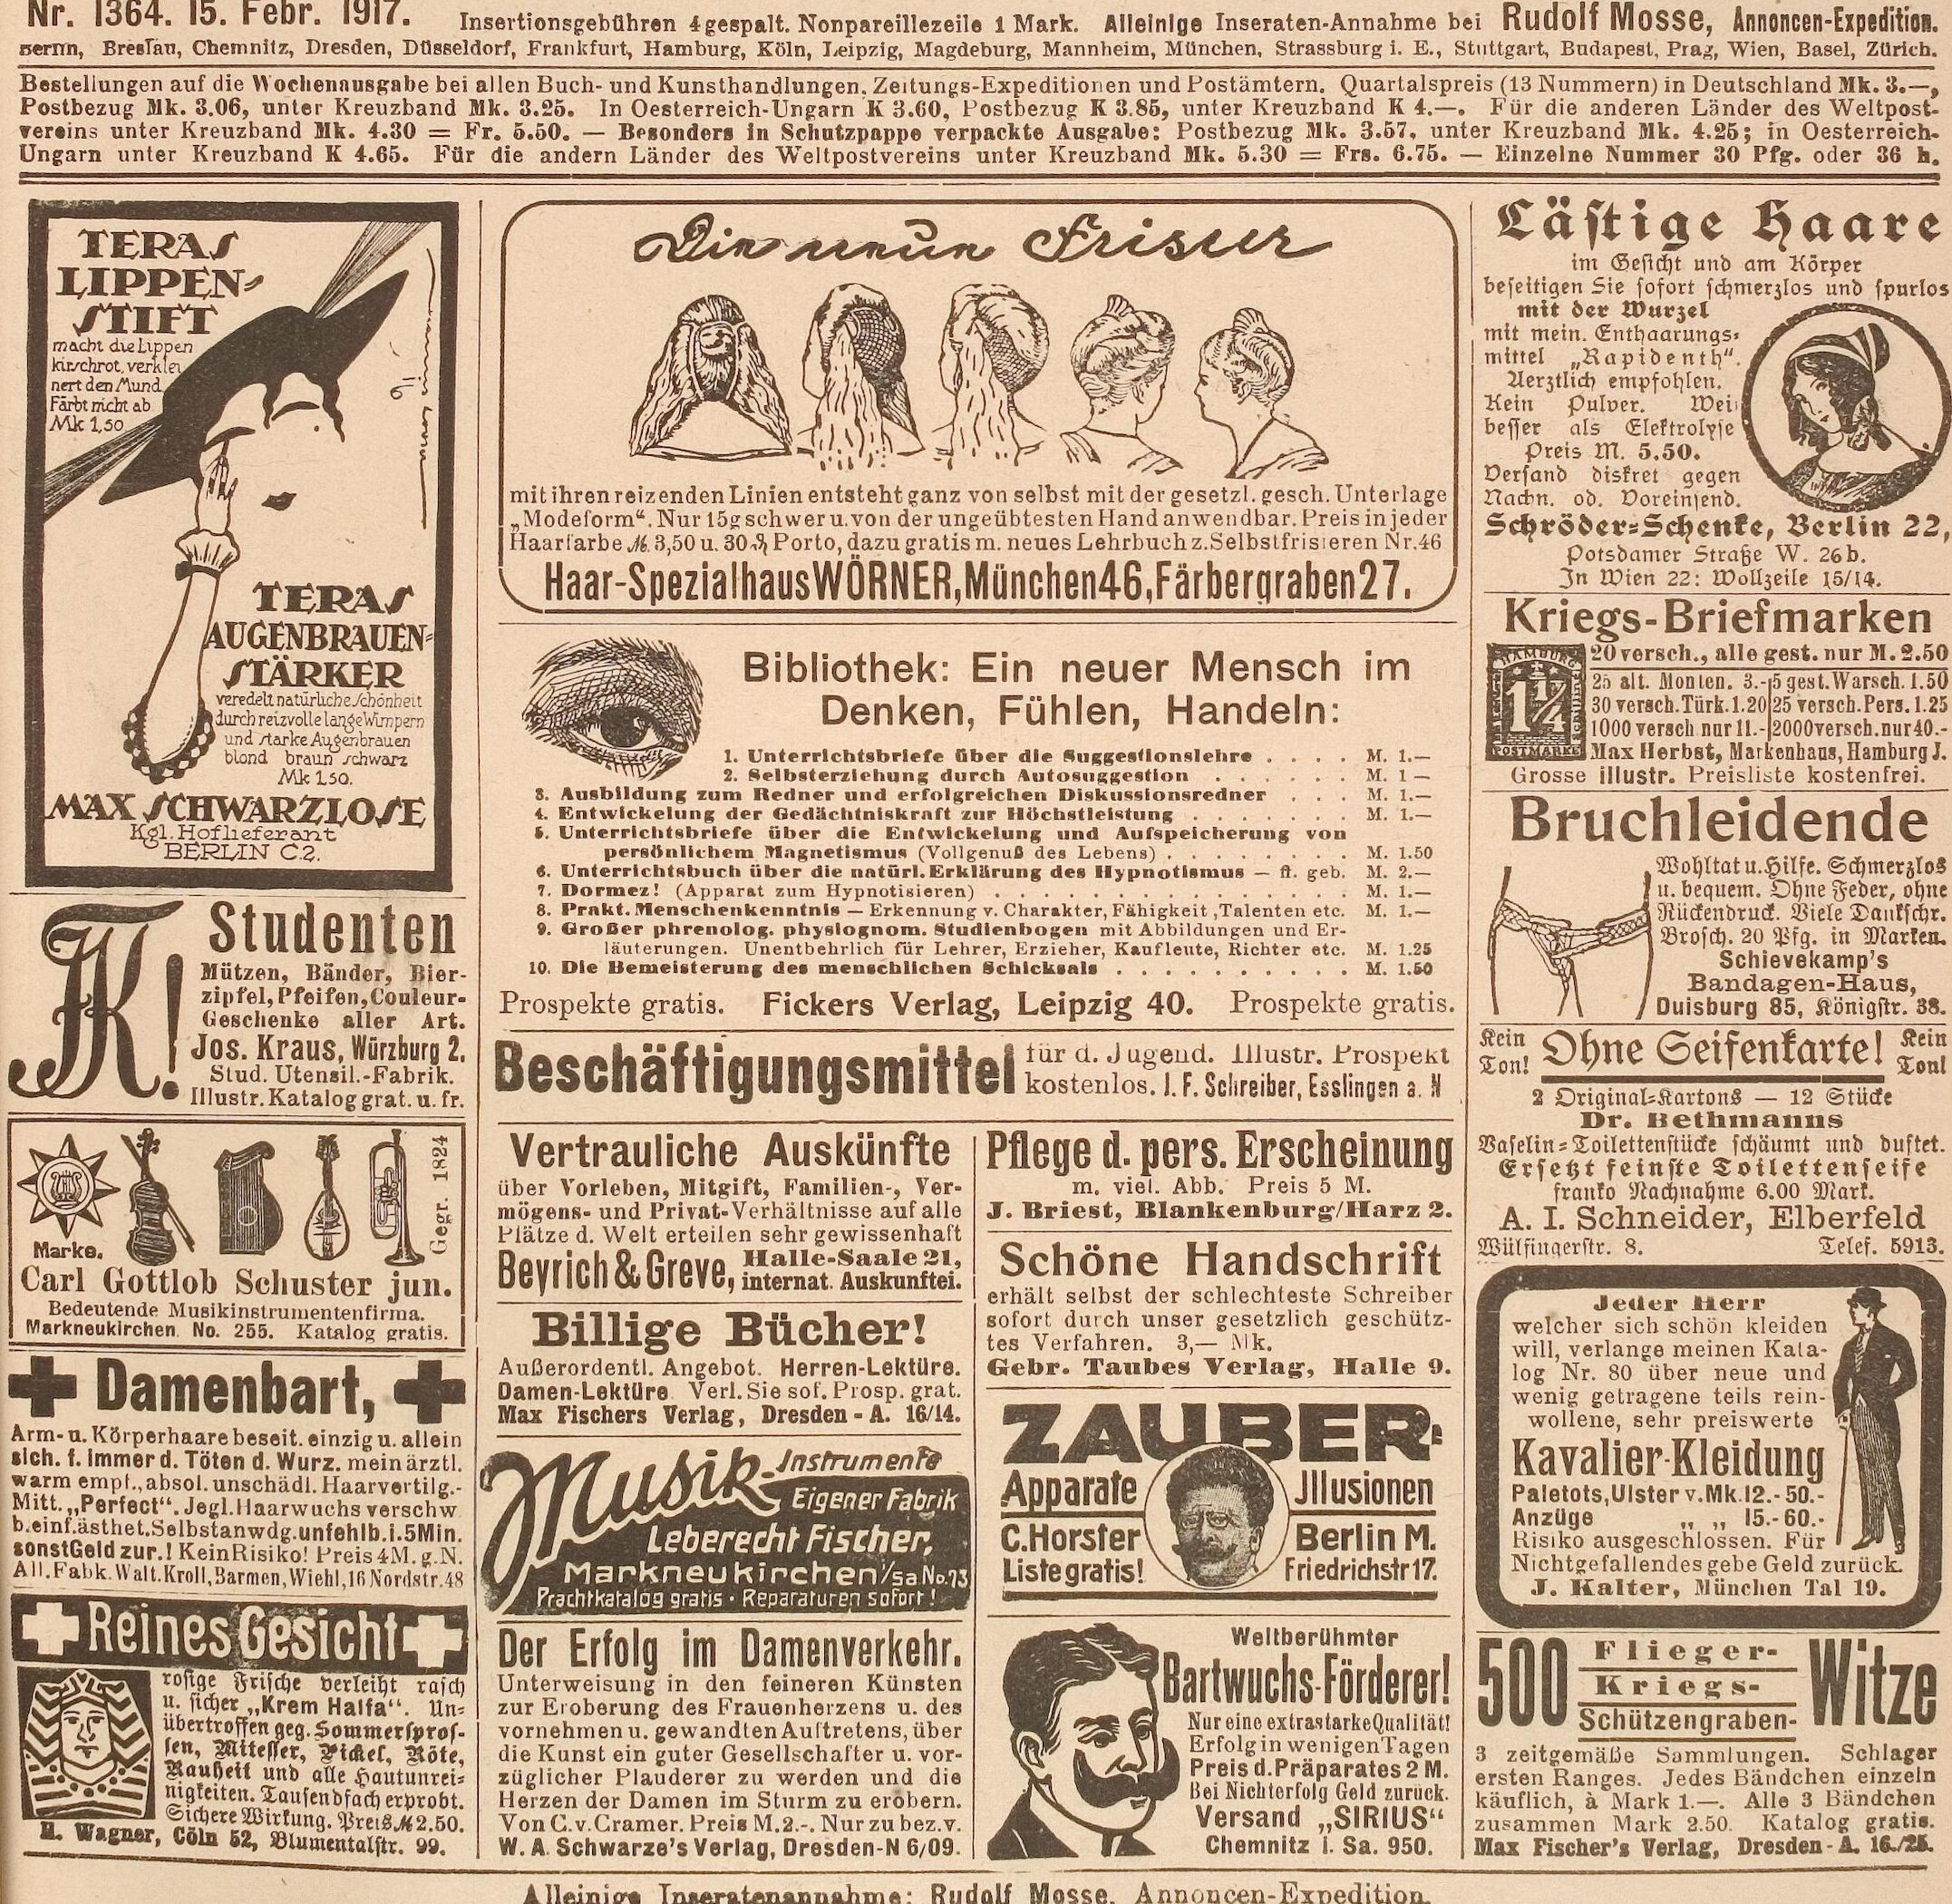 Nr. 1364. 15. Febr. 1917.
Insertionsgebühren 4gespalt. Nonpareillezeile 1 Mark. Alleinige Inseraten-Annahme bei Rudolf Mosse, Annoncen-Expedition.
Berlin, Breslau, Chemnitz, Dresden, Düsseldorf, Frankfurt, Hamburg, Köln, Leipzig, Magdeburg, Mannheim, München, Strassburg i. E., Stuttgart, Budapest, Prag, Wien, Basel, Zürich.
Bestellungen auf die Wochenausgabe bei allen Buch- und Kunsthandlungen, Zeitungs-Expeditionen und Postämtern. Quartalspreis (13 Nummern) in Deutschland Mk. 3.—,
Postbezug Mk. 3.06, unter Kreuzband Mk. 3.25. In Oesterreich-Ungarn K 3.60, Postbezug K 3.85, unter Kreuzband K 4.—. Für die anderen Länder des Weltpost-
vereins unter Kreuzband Mk. 4.30 = Fr. 5.50. — Besonders in Schutzpappe verpackte Ausgabe: Postbezug Mk. 3.57, unter Kreuzband Mk. 4.25; in Oesterreich-
Ungarn unter Kreuzband K 4.65. Für die andern Länder des Weltpostvereins unter Kreuzband Mk. 5.30 = Frs. 6.75. — Einzelne Nummer 30 Pfg. oder 36 h.
TERAS
LIPPEN-
STIFT
macht die Lippen
kirschrot, verklei
nert den Mund
Färbt nicht ab
Mk 1,50
TERAS
AUGENBRAUEN-
STÄRKER
veredelt natürliche Schönheit
durch reizvolle lange Wimpern
und starke Augenbrauen
blond braun schwarz
Mk 1.50.
MAX SCHWARZLOSE
Kgl. Hoflieferant
BERLIN C.2.
K!
Studenten
Mützen, Bänder, Bier-
zipfel, Pfeifen, Couleur-
Geschenke aller Art.
Jos. Kraus, Würzburg 2,
Stud. Utensil.-Fabrik.
Illustr. Katalog grat. u. fr.
Marke.
Gegr. 1824
Carl Gottlob Schuster jun.
Bedeutende Musikinstrumentenfirma.
Markneukirchen No. 255. Katalog gratis.
Damenbart,
Arm- u. Körperhaare beseit. einzig u. allein
sich. f. immer d. Töten d. Wurz. mein ärztl.
warm empf., absol. unschädl. Haarvertilg.-
Mitt. „Perfect“. Jegl. Haarwuchs verschw
b. einf. ästhet. Selbstanwdg. unfehlb. i. 5 Min.
sonst Geld zur.! Kein Risiko! Preis 4 M. g. N.
All. Fabk. Walt. Kroll, Barmen, Wiehl, 16 Nordstr. 48
Reines Gesicht
rosige Frische verleiht rasch
u. sicher „Krem Halfa“. Un-
übertroffen geg. Sommerspros-
sen, Mitesser, Pickel, Röte,
Rauheit und alle Hautunrei-
nigkeiten. Tausendfach erprobt.
Sichere Wirkung. Preis M 2.50.
H. Wagner, Cöln 52, Blumentalstr. 99.
Die neuen Frisur
mit ihren reizenden Linien entsteht ganz von selbst mit der gesetzl. gesch. Unterlage
„Modeform“. Nur 15 g schwer u. von der ungeübtesten Hand anwendbar. Preis in jeder
Haarfarbe M. 3,50 u. 30 ₰ Porto, dazu gratis m. neues Lehrbuch z. Selbstfrisieren Nr. 46
Haar-Spezialhaus WÖRNER, München 46, Färbergraben 27.
Bibliothek: Ein neuer Mensch im
Denken, Fühlen, Handeln:
1. Unterrichtsbriefe über die Suggestionslehre . . . . M. 1.—
2. Selbsterziehung durch Autosuggestion . . . . . . M. 1 —
3. Ausbildung zum Redner und erfolgreichen Diskussionsredner . . . M. 1.—
4. Entwickelung der Gedächtniskraft zur Höchstleistung . . . . . . . M. 1.—
5. Unterrichtsbriefe über die Entwickelung und Aufspeicherung von
persönlichem Magnetismus (Vollgenuß des Lebens) . . . . . . . . M. 1.50
6. Unterrichtsbuch über die natürl. Erklärung des Hypnotismus — ff. geb. M. 2.—
7. Dormez! (Apparat zum Hypnotisieren) . . . . . . . . . . . . . . M. 1.—
8. Prakt. Menschenkenntnis — Erkennung v. Charakter, Fähigkeit, Talenten etc. M. 1.—
9. Großer phrenolog. physiognom. Studienbogen mit Abbildungen und Er-
läuterungen. Unentbehrlich für Lehrer, Erzieher, Kaufleute, Richter etc. M. 1.25
10. Die Bemeisterung des menschlichen Schicksals . . . . . . . . . . M. 1.50
Prospekte gratis. Fickers Verlag, Leipzig 40. Prospekte gratis.
Beschäftigungsmittel für d. Jugend. Illustr. Prospekt
kostenlos. J. F. Schreiber, Esslingen a. N
Vertrauliche Auskünfte
über Vorleben, Mitgift, Familien-, Ver-
mögens- und Privat-Verhältnisse auf alle
Plätze d. Welt erteilen sehr gewissenhaft
Beyrich & Greve, Halle-Saale 21,
internat. Auskunftei.
Billige Bücher!
Außerordentl. Angebot. Herren-Lektüre.
Damen-Lektüre Verl. Sie sof. Prosp. grat.
Max Fischers Verlag, Dresden - A. 16/14.
Musik-Instrumente
Eigener Fabrik
Leberecht Fischer,
Markneukirchen i/Sa No. 73
Prachtkatalog gratis · Reparaturen sofort!
Der Erfolg im Damenverkehr.
Unterweisung in den feineren Künsten
zur Eroberung des Frauenherzens u. des
vornehmen u. gewandten Auftretens, über
die Kunst ein guter Gesellschafter u. vor-
züglicher Plauderer zu werden und die
Herzen der Damen im Sturm zu erobern.
Von C. v. Cramer. Preis M. 2.-. Nur zu bez. v.
W. A. Schwarze's Verlag, Dresden-N 6/09.
Pflege d. pers. Erscheinung
m. viel. Abb. Preis 5 M.
J. Briest, Blankenburg/Harz 2.
Schöne Handschrift
erhält selbst der schlechteste Schreiber
sofort durch unser gesetzlich geschütz-
tes Verfahren. 3,— Mk.
Gebr. Taubes Verlag, Halle 9.
ZAUBER-
Apparate Illusionen
C. Horster Berlin M.
Liste gratis! Friedrichstr 17.
Weltberühmter
Bartwuchs-Förderer!
Nur eine extrastarke Qualität!
Erfolg in wenigen Tagen
Preis d. Präparates 2 M.
Bei Nichterfolg Geld zurück.
Versand „SIRIUS“
Chemnitz i. Sa. 950.
Lästige Haare
im Gesicht und am Körper
beseitigen Sie sofort schmerzlos und spurlos
mit der Wurzel
mit mein. Enthaarungs-
mittel „Rapidenth“.
Aerztlich empfohlen.
Kein Pulver. Wei
besser als Elektrolyse
Preis M. 5.50.
Versand diskret gegen
Nachn. od. Voreinsend.
Schröder-Schenke, Berlin 22,
Potsdamer Straße W. 26 b.
In Wien 22: Wollzeile 15/14.
Kriegs-Briefmarken
HAMBURG
1¼
POSTMARKE
20 versch., alle gest. nur M. 2.50
25 alt. Monten. 3.- 5 gest. Warsch. 1.50
30 versch. Türk. 1.20 25 versch. Pers. 1.25
1000 versch nur 11.- 2000 versch. nur 40.-
Max Herbst, Markenhaus, Hamburg J.
Grosse illustr. Preisliste kostenfrei.
Bruchleidende
Wohltat u. Hilfe. Schmerzlos
u. bequem. Ohne Feder, ohne
Rückendruck. Viele Dankschr.
Brosch. 20 Pfg. in Marken.
Schievekamp's
Bandagen-Haus,
Duisburg 85, Königstr. 38.
Kein Ton! Ohne Seifenkarte! Kein Ton!
2 Original-Kartons — 12 Stücke
Dr. Bethmanns
Vaselin-Toilettenstücke schäumt und duftet.
Ersetzt feinste Toilettenseife
franko Nachnahme 6.00 Mark.
A. I. Schneider, Elberfeld
Wülfingerstr. 8. Telef. 5913.
Jeder Herr
welcher sich schön kleiden
will, verlange meinen Kata-
log Nr. 80 über neue und
wenig getragene teils rein-
wollene, sehr preiswerte
Kavalier-Kleidung
Paletots, Ulster v. Mk. 12.- 50.-
Anzüge „ „ 15.- 60.-
Risiko ausgeschlossen. Für
Nichtgefallendes gebe Geld zurück.
J. Kalter, München Tal 19.
500 Flieger-
Kriegs-
Schützengraben- Witze
3 zeitgemäße Sammlungen. Schlager
ersten Ranges. Jedes Bändchen einzeln
käuflich, à Mark 1.—. Alle 3 Bändchen
zusammen Mark 2.50. Katalog gratis.
Max Fischer's Verlag, Dresden - A. 16./25.
Alleinige Inseratenannahme: Rudolf Mosse, Annoncen-Expedition.